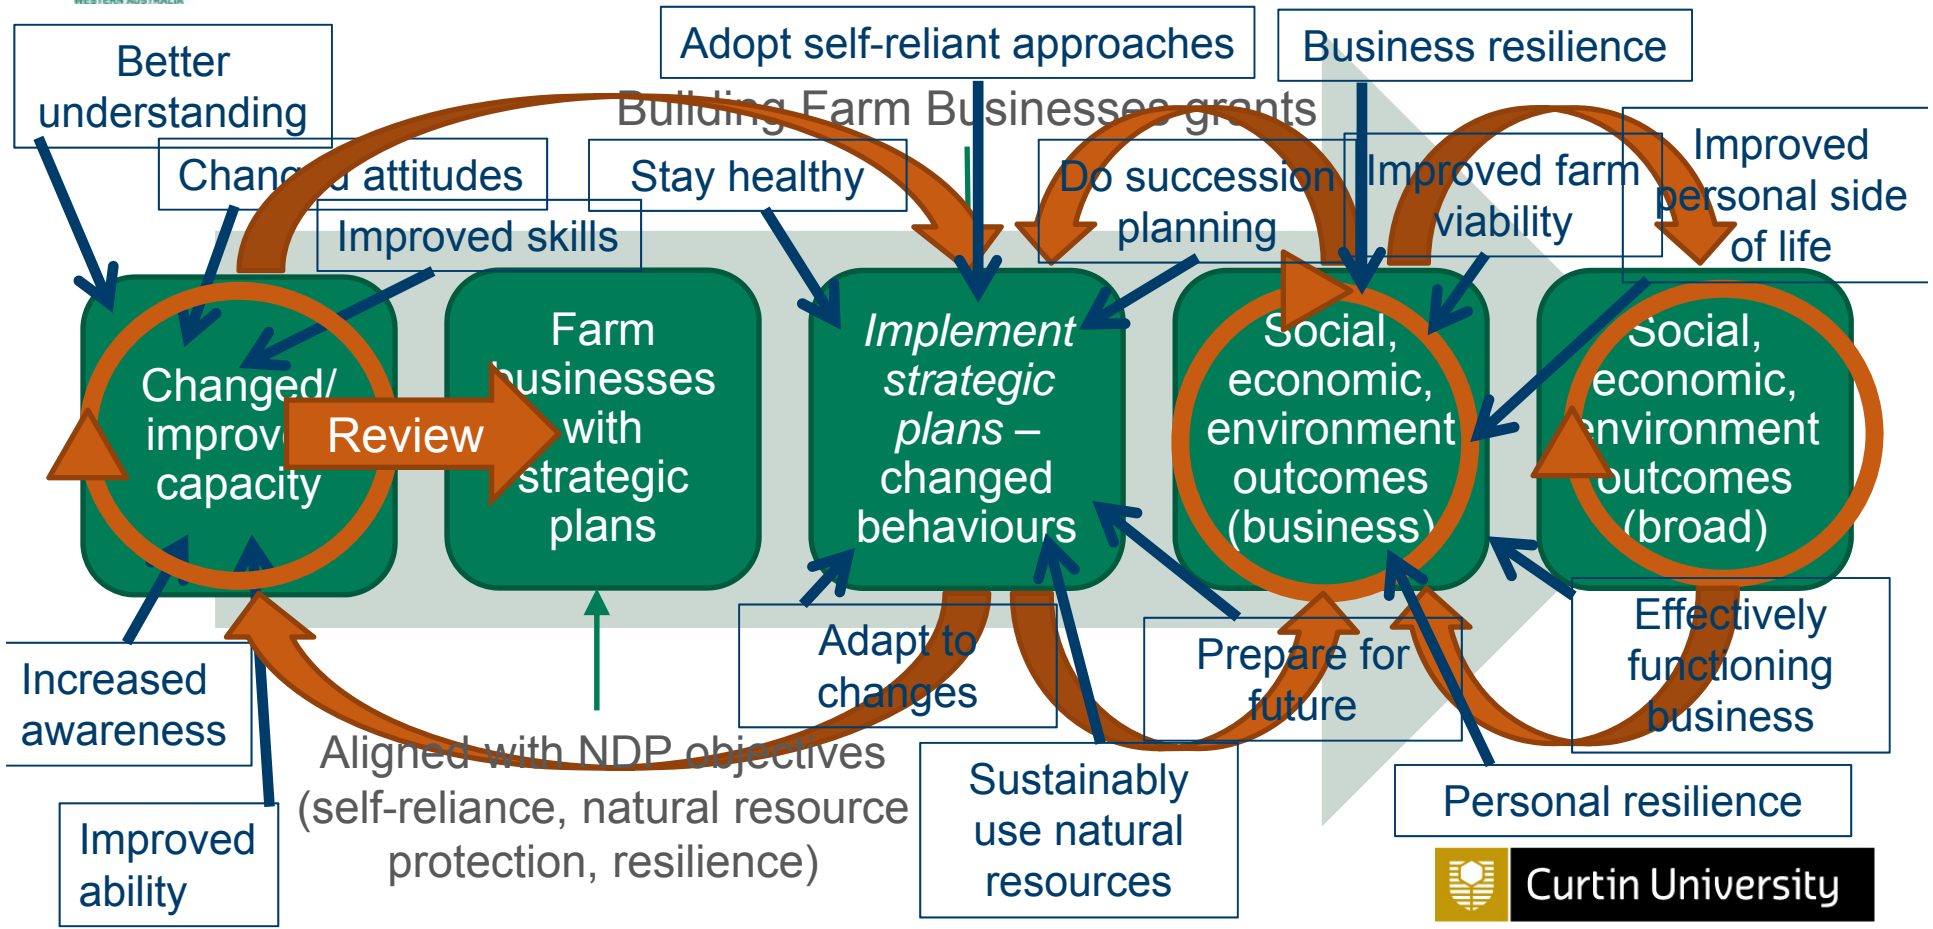 WESTERN AUSTRALIA
Better
understanding
Adopt self-reliant approaches
Business resilience
Building Farm Businesses grants
Changed attitudes
Stay healthy
Do succession
planning
Improved farm
viability
Improved
personal side
of life
Improved skills
Changed/
improved
capacity
Review
Farm
businesses
with
strategic
plans
Implement
strategic
plans –
changed
behaviours
Social,
economic,
environment
outcomes
(business)
Social,
economic,
environment
outcomes
(broad)
Increased
awareness
Improved
ability
Aligned with NDP objectives
(self-reliance, natural resource
protection, resilience)
Adapt to
changes
Sustainably
use natural
resources
Prepare for
future
Personal resilience
Effectively
functioning
business
Curtin University